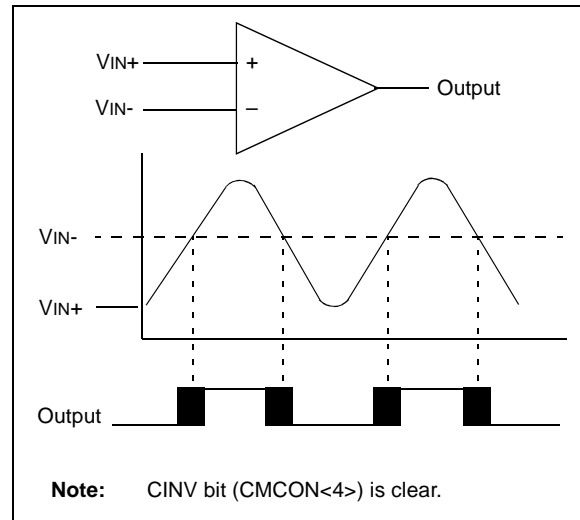 VIN+
+
Output
VIN-
–
VIN-
VIN+
Output
Note: CINV bit (CMCON<4>) is clear.